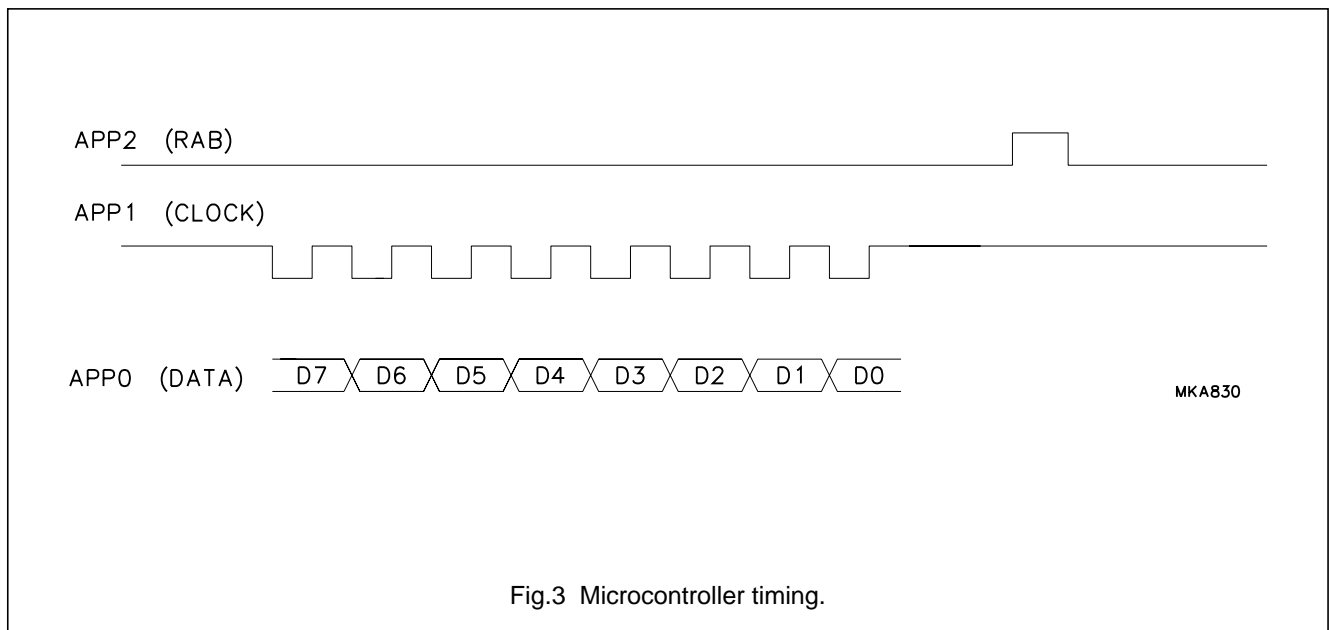 APP2 (RAB)
APP1 (CLOCK)
APP0 (DATA) D7 D6 D5 D4 D3 D2 D1 D0
MKA830
Fig.3 Microcontroller timing.